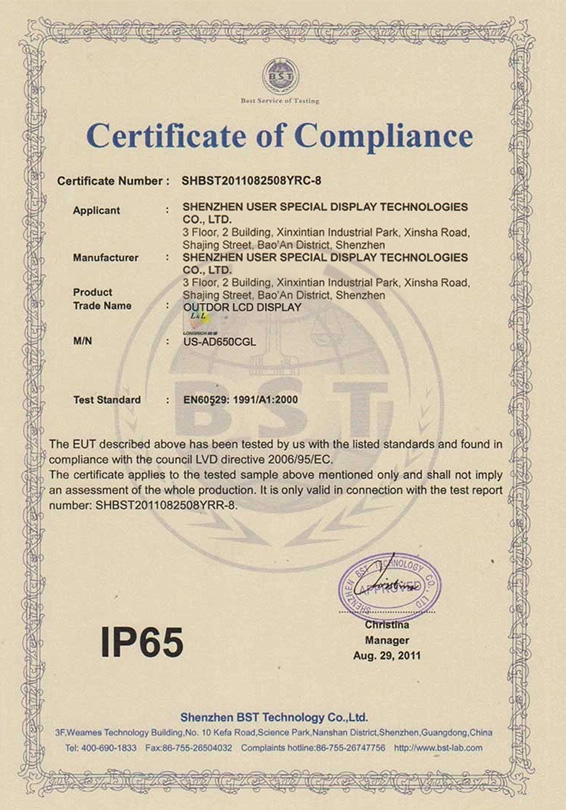 BST
Best Service of Testing
Certificate of Compliance
Certificate Number : SHBST2011082508YRC-8
Applicant : SHENZHEN USER SPECIAL DISPLAY TECHNOLOGIES
CO., LTD.
3 Floor, 2 Building, Xinxintian Industrial Park, Xinsha Road,
Shajing Street, Bao'An District, Shenzhen
Manufacturer : SHENZHEN USER SPECIAL DISPLAY TECHNOLOGIES
CO., LTD.
3 Floor, 2 Building, Xinxintian Industrial Park, Xinsha Road,
Shajing Street, Bao'An District, Shenzhen
Product
Trade Name : OUTDOR LCD DISPLAY
M/N : US-AD650CGL
BST
Test Standard : EN60529: 1991/A1:2000
The EUT described above has been tested by us with the listed standards and found in
compliance with the council LVD directive 2006/95/EC.
The certificate applies to the tested sample above mentioned only and shall not imply
an assessment of the whole production. It is only valid in connection with the test report
number: SHBST2011082508YRR-8.
SHENZHEN BST TECHNOLOGY CO., LTD
APPROVED
Christina
Manager
Aug. 29, 2011
IP65
Shenzhen BST Technology Co.,Ltd.
3F,Weames Technology Building,No. 10 Kefa Road,Science Park,Nanshan District,Shenzhen,Guangdong,China
Tel: 400-690-1833 Fax:86-755-26504032 Complaints hotline:86-755-26747756 http://www.bst-lab.com